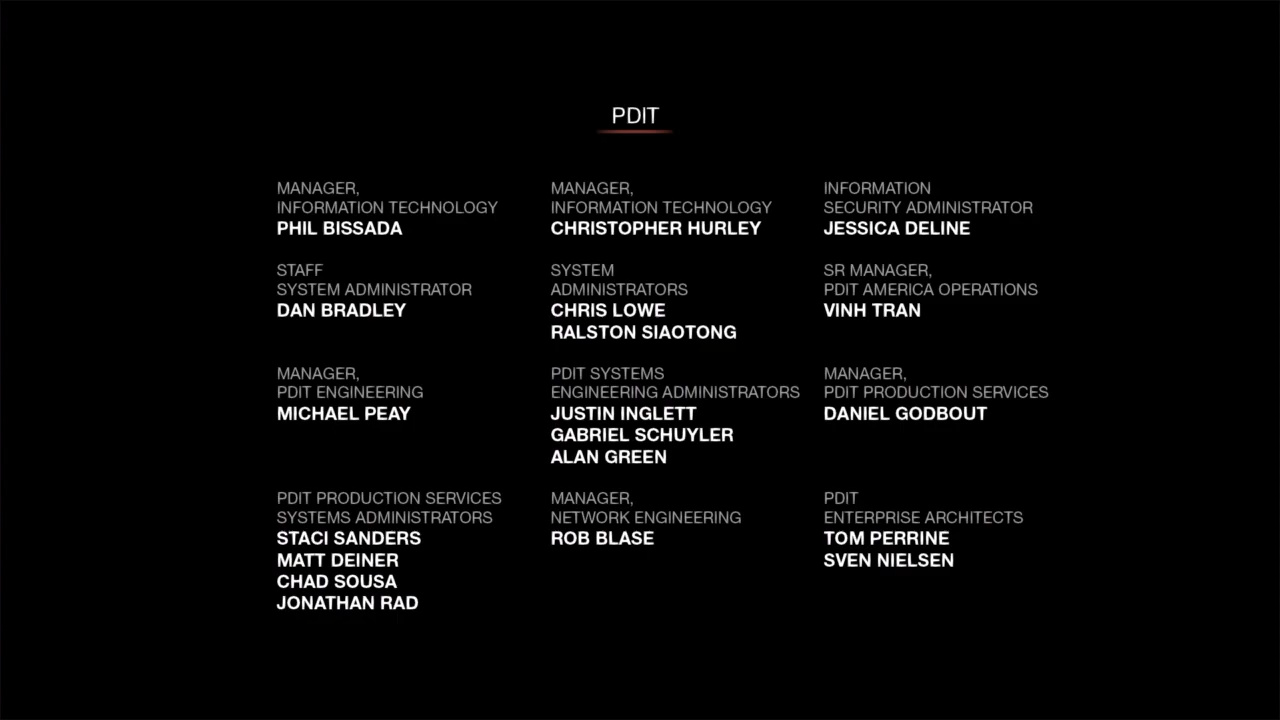 PDIT
MANAGER,
INFORMATION TECHNOLOGY
PHIL BISSADA
MANAGER,
INFORMATION TECHNOLOGY
CHRISTOPHER HURLEY
INFORMATION
SECURITY ADMINISTRATOR
JESSICA DELINE
STAFF
SYSTEM ADMINISTRATOR
DAN BRADLEY
SYSTEM
ADMINISTRATORS
CHRIS LOWE
RALSTON SIAOTONG
SR MANAGER,
PDIT AMERICA OPERATIONS
VINH TRAN
MANAGER,
PDIT ENGINEERING
MICHAEL PEAY
PDIT SYSTEMS
ENGINEERING ADMINISTRATORS
JUSTIN INGLETT
GABRIEL SCHUYLER
ALAN GREEN
MANAGER,
PDIT PRODUCTION SERVICES
DANIEL GODBOUT
PDIT PRODUCTION SERVICES
SYSTEMS ADMINISTRATORS
STACI SANDERS
MATT DEINER
CHAD SOUSA
JONATHAN RAD
MANAGER,
NETWORK ENGINEERING
ROB BLASE
PDIT
ENTERPRISE ARCHITECTS
TOM PERRINE
SVEN NIELSEN